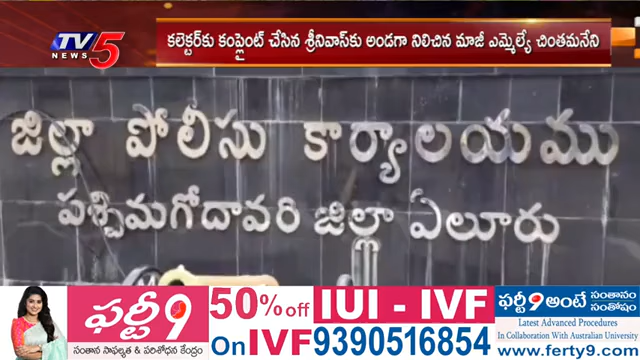 TV5
NEWS
కలెక్టర్‌కు కంప్లైంట్ చేసిన శ్రీనివాస్‌కు అండగా నిలిచిన మాజీ ఎమ్మెల్యే చింతమనేని
జిల్లా పోలీసు కార్యాలయము
పశ్చిమగోదావరి జిల్లా ఏలూరు
ఫర్టీ9
సంతాన సాఫల్యత & పరిశోధన కేంద్రం
50% off IUI - IVF
On IVF 9390516854
ఫర్టీ9 అంటే సంతానం సంతోషం
Latest Advanced Procedures
In Collaboration With Australian University
www.ferty9.com